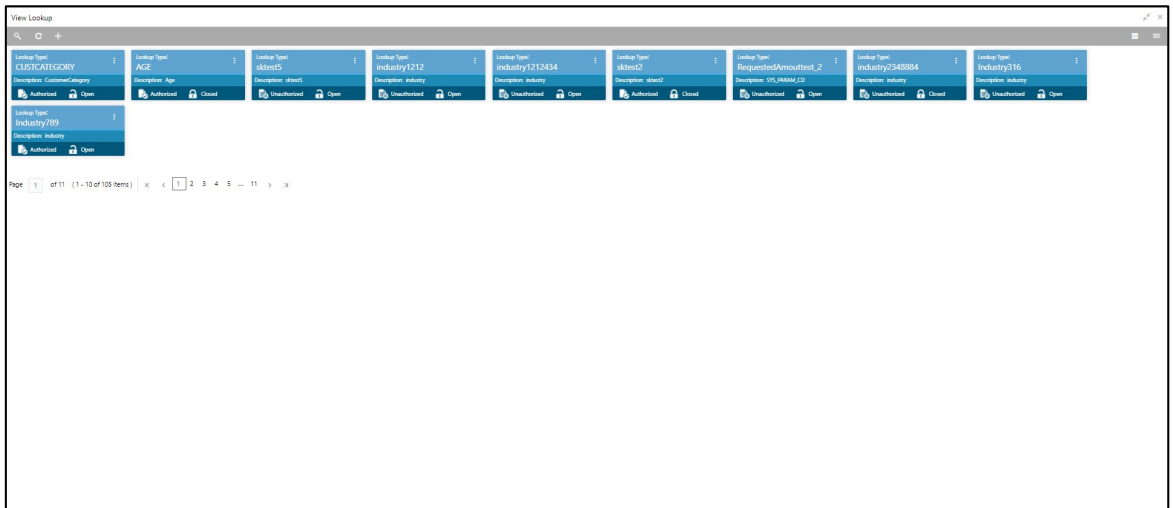 View Lookup
Lookup Type:
CUSTCATEGORY
Description: CustomerCategory
Authorized Open
Lookup Type:
AGE
Description: Age
Authorized Closed
Lookup Type:
sktest5
Description: sktest5
Unauthorized Open
Lookup Type:
industry1212
Description: industry
Unauthorized Open
Lookup Type:
industry1212434
Description: industry
Unauthorized Open
Lookup Type:
sktest2
Description: sktest2
Authorized Closed
Lookup Type:
RequestedAmouttest_2
Description: SYS_PARAM_CD
Unauthorized Open
Lookup Type:
industry2348884
Description: industry
Unauthorized Closed
Lookup Type:
Industry316
Description: industry
Unauthorized Open
Lookup Type:
Industry789
Description: industry
Authorized Open
Page 1 of 11 (1 - 10 of 105 items) 1 2 3 4 5 ... 11